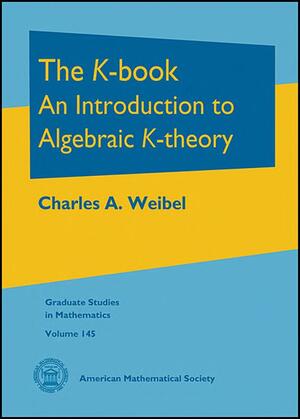 The K-book
An Introduction to
Algebraic K-theory
Charles A. Weibel
Graduate Studies
in Mathematics
Volume 145
American Mathematical Society